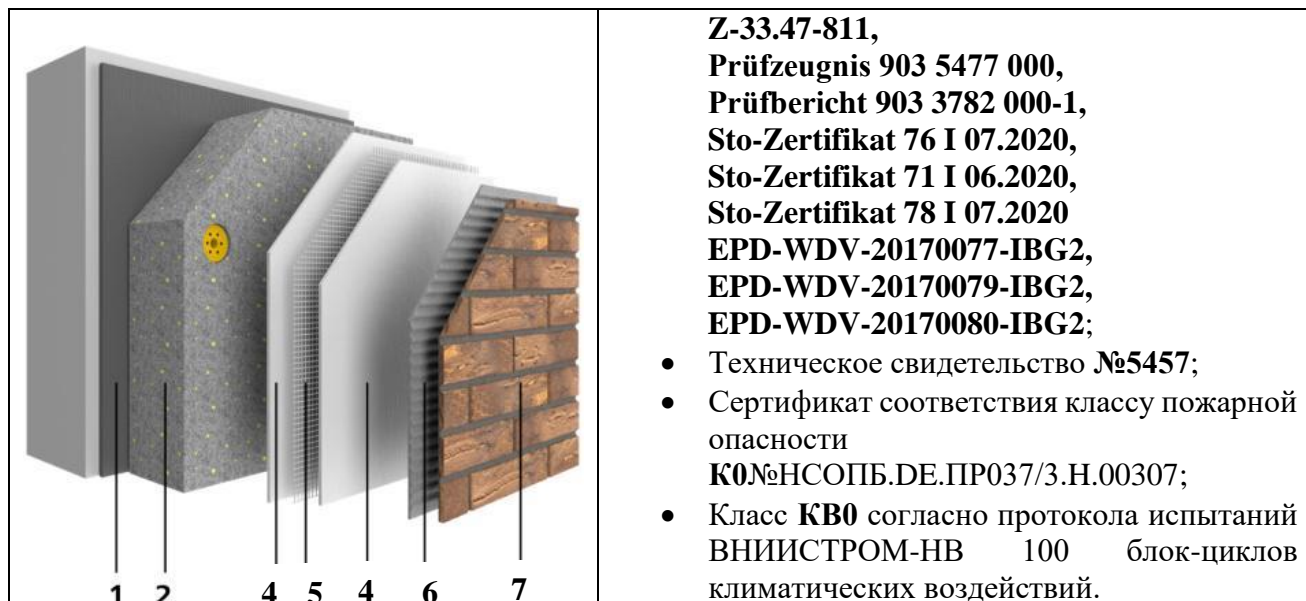 Z-33.47-811,
Prüfzeugnis 903 5477 000,
Prüfbericht 903 3782 000-1,
Sto-Zertifikat 76 I 07.2020,
Sto-Zertifikat 71 I 06.2020,
Sto-Zertifikat 78 I 07.2020
EPD-WDV-20170077-IBG2,
EPD-WDV-20170079-IBG2,
EPD-WDV-20170080-IBG2;
• Техническое свидетельство №5457;
• Сертификат соответствия классу пожарной
опасности
К0№НСОПБ.DE.ПР037/3.Н.00307;
• Класс КВ0 согласно протокола испытаний
ВНИИСТРОМ-НВ 100 блок-циклов
климатических воздействий.
1 2 4 5 4 6 7